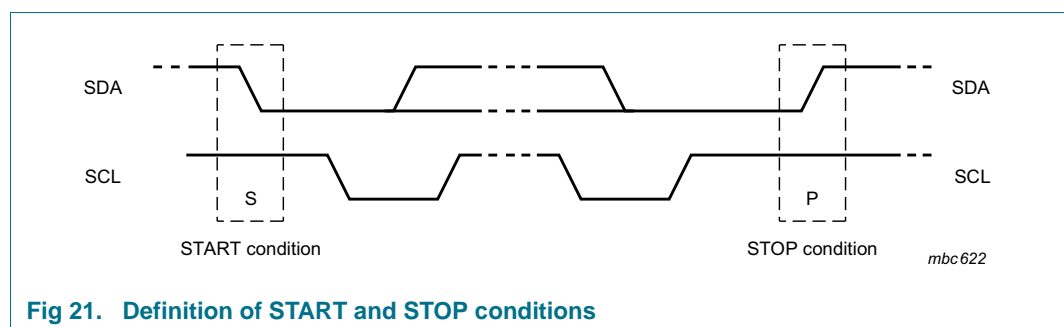 SDA SDA
SCL SCL
S P
START condition STOP condition
mbc622
Fig 21. Definition of START and STOP conditions